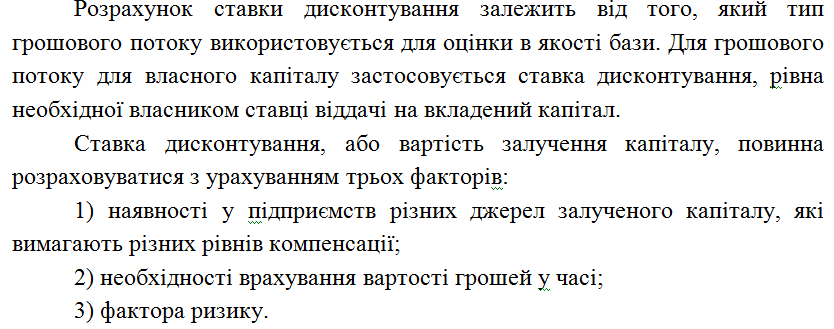 Розрахунок ставки дисконтування залежить від того, який тип
грошового потоку використовується для оцінки в якості бази. Для грошового
потоку для власного капіталу застосовується ставка дисконтування, рівна
необхідної власником ставці віддачі на вкладений капітал.
Ставка дисконтування, або вартість залучення капіталу, повинна
розраховуватися з урахуванням трьох факторів:
1) наявності у підприємств різних джерел залученого капіталу, які
вимагають різних рівнів компенсації;
2) необхідності врахування вартості грошей у часі;
3) фактора ризику.